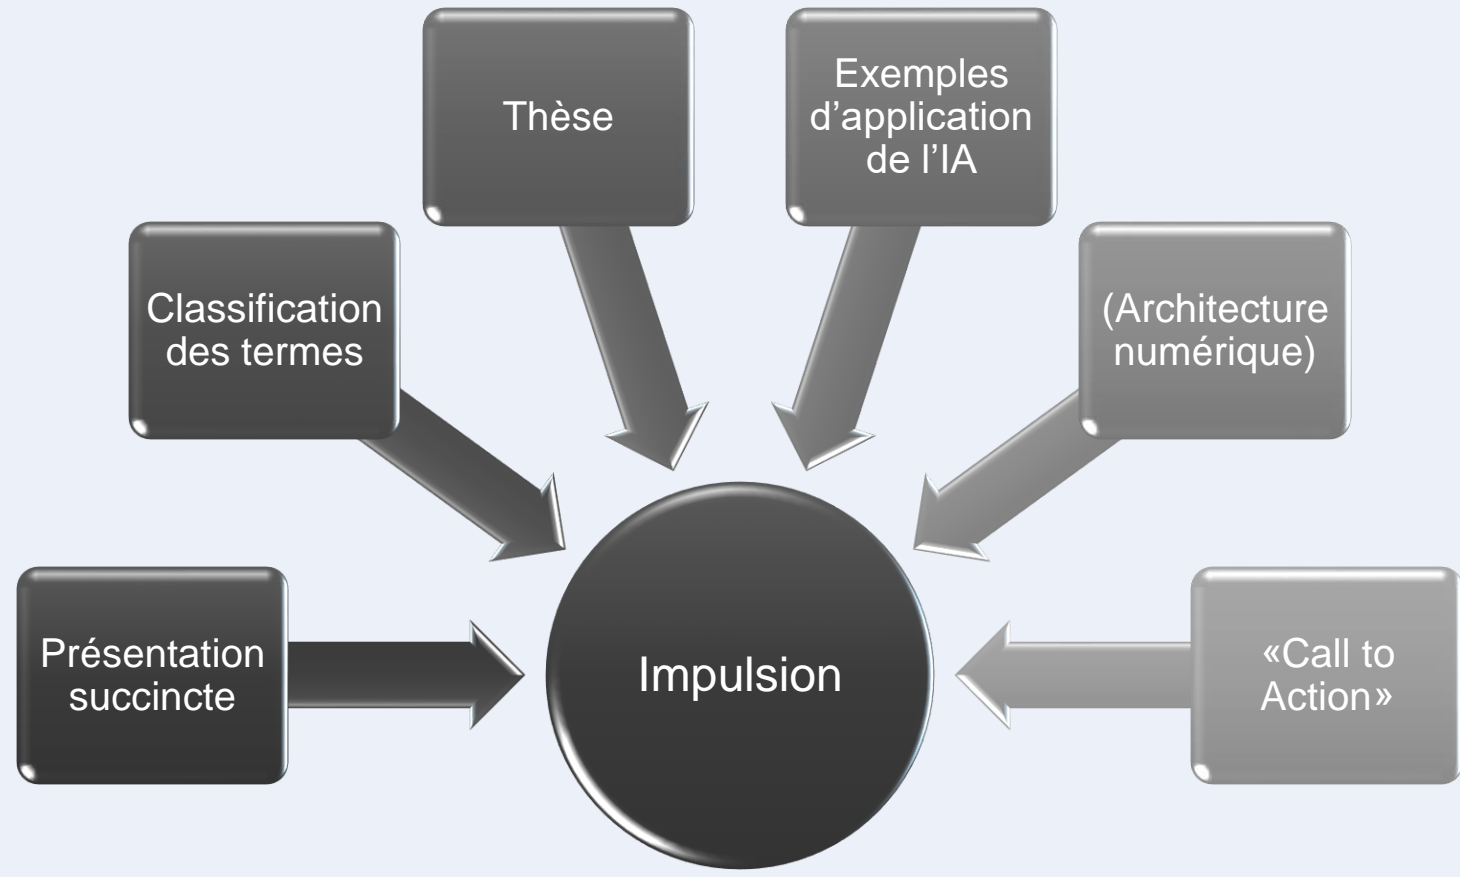 Thèse
Exemples
d’application
de l’IA
Classification
des termes
(Architecture
numérique)
Présentation
succincte
Impulsion
«Call to
Action»